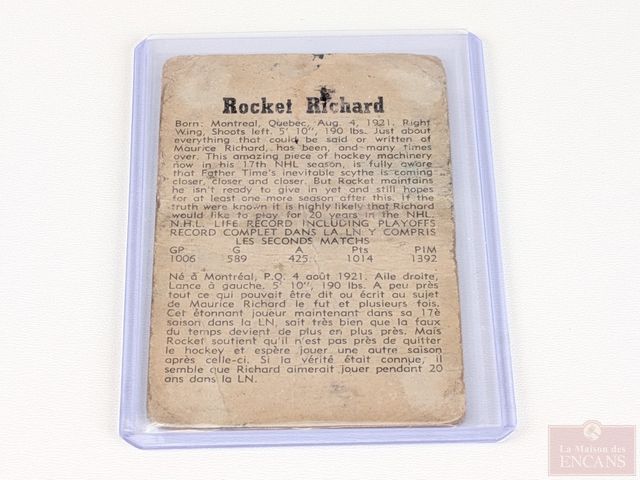 Rocket Richard
Born: Montreal, Quebec, Aug. 4, 1921. Right
Wing, Shoots left. 5' 10", 190 lbs. Just about
everything that could be said or written of
Maurice Richard, has been, and many times
over. This amazing piece of hockey machinery
now in his 17th NHL season, is fully aware
that Father Time's inevitable scythe is coming
closer, closer and closer. But Rocket maintains
he isn't ready to give in yet and still hopes
for at least one more season after this. If the
truth were known it is highly likely that Richard
would like to play for 20 years in the NHL.
N.H.L. LIFE RECORD INCLUDING PLAYOFFS
RECORD COMPLET DANS LA LN Y COMPRIS
LES SECONDS MATCHS
GP G A Pts PIM
1006 589 425 1014 1392
Né à Montréal, P.Q. 4 août 1921. Aile droite,
Lance à gauche. 5' 10", 190 lbs. A peu près
tout ce qui pouvait être dit ou écrit au sujet
de Maurice Richard le fut et plusieurs fois.
Cet étonnant joueur maintenant dans sa 17è
saison dans la LN, sait très bien que la faux
du temps devient de plus en plus près. Mais
Rocket soutient qu'il n'est pas près de quitter
le hockey et espère jouer une autre saison
après celle-ci. Si la vérité était connue, il
semble que Richard aimerait jouer pendant 20
ans dans la LN.
La Maison des
ENCANS